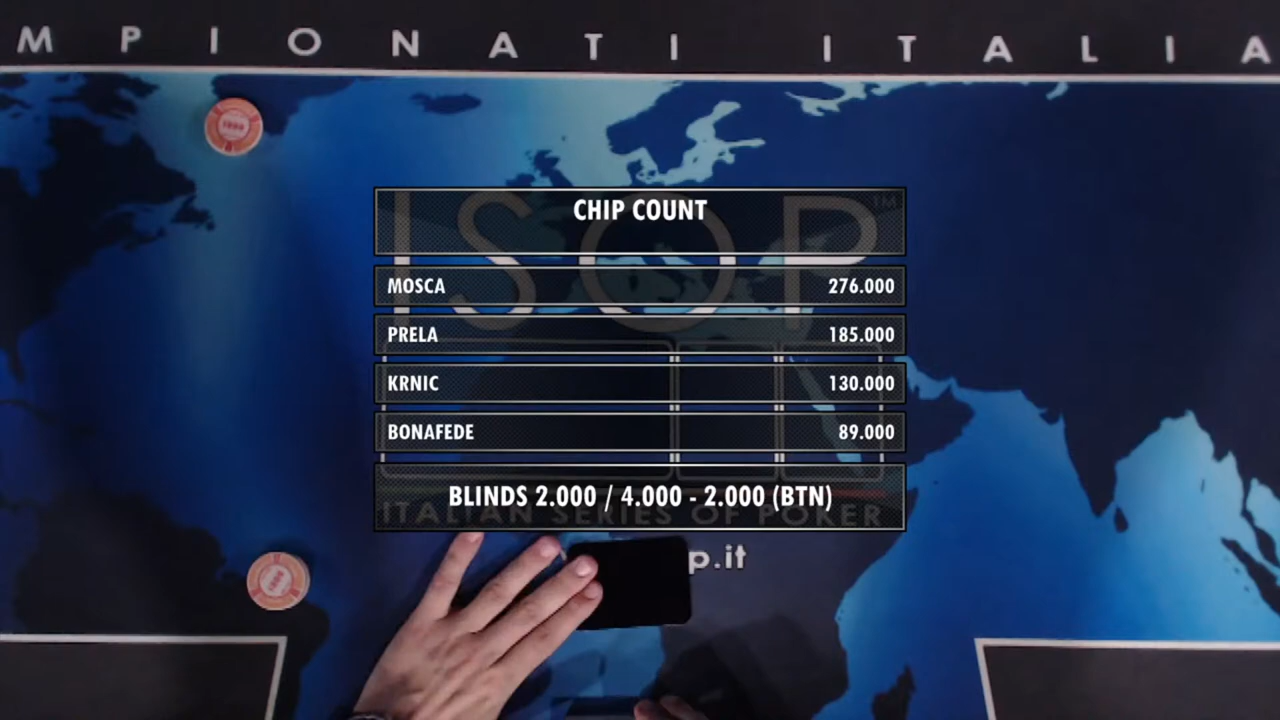 MPIONATI ITALIA
ISOP™
CHIP COUNT
MOSCA 276.000
PRELA 185.000
KRNIC 130.000
BONAFEDE 89.000
BLINDS 2.000 / 4.000 - 2.000 (BTN)
ITALIAN SERIES OF POKER
p.it